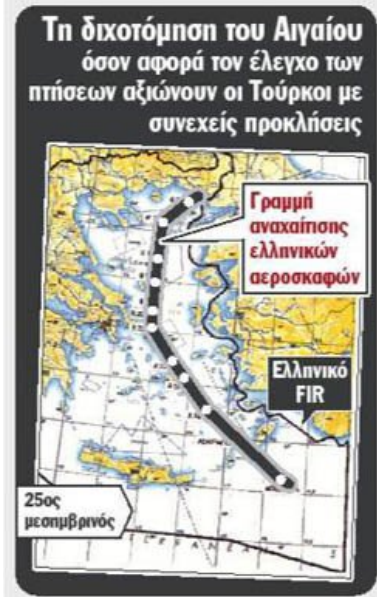 Τη διχοτόμηση του Αιγαίου
όσον αφορά τον έλεγχο των
πτήσεων αξιώνουν οι Τούρκοι με
συνεχείς προκλήσεις
Γραμμή
αναχαίτησης
ελληνικών
αεροσκαφών
Ελληνικό
FIR
25ος
μεσημβρινός